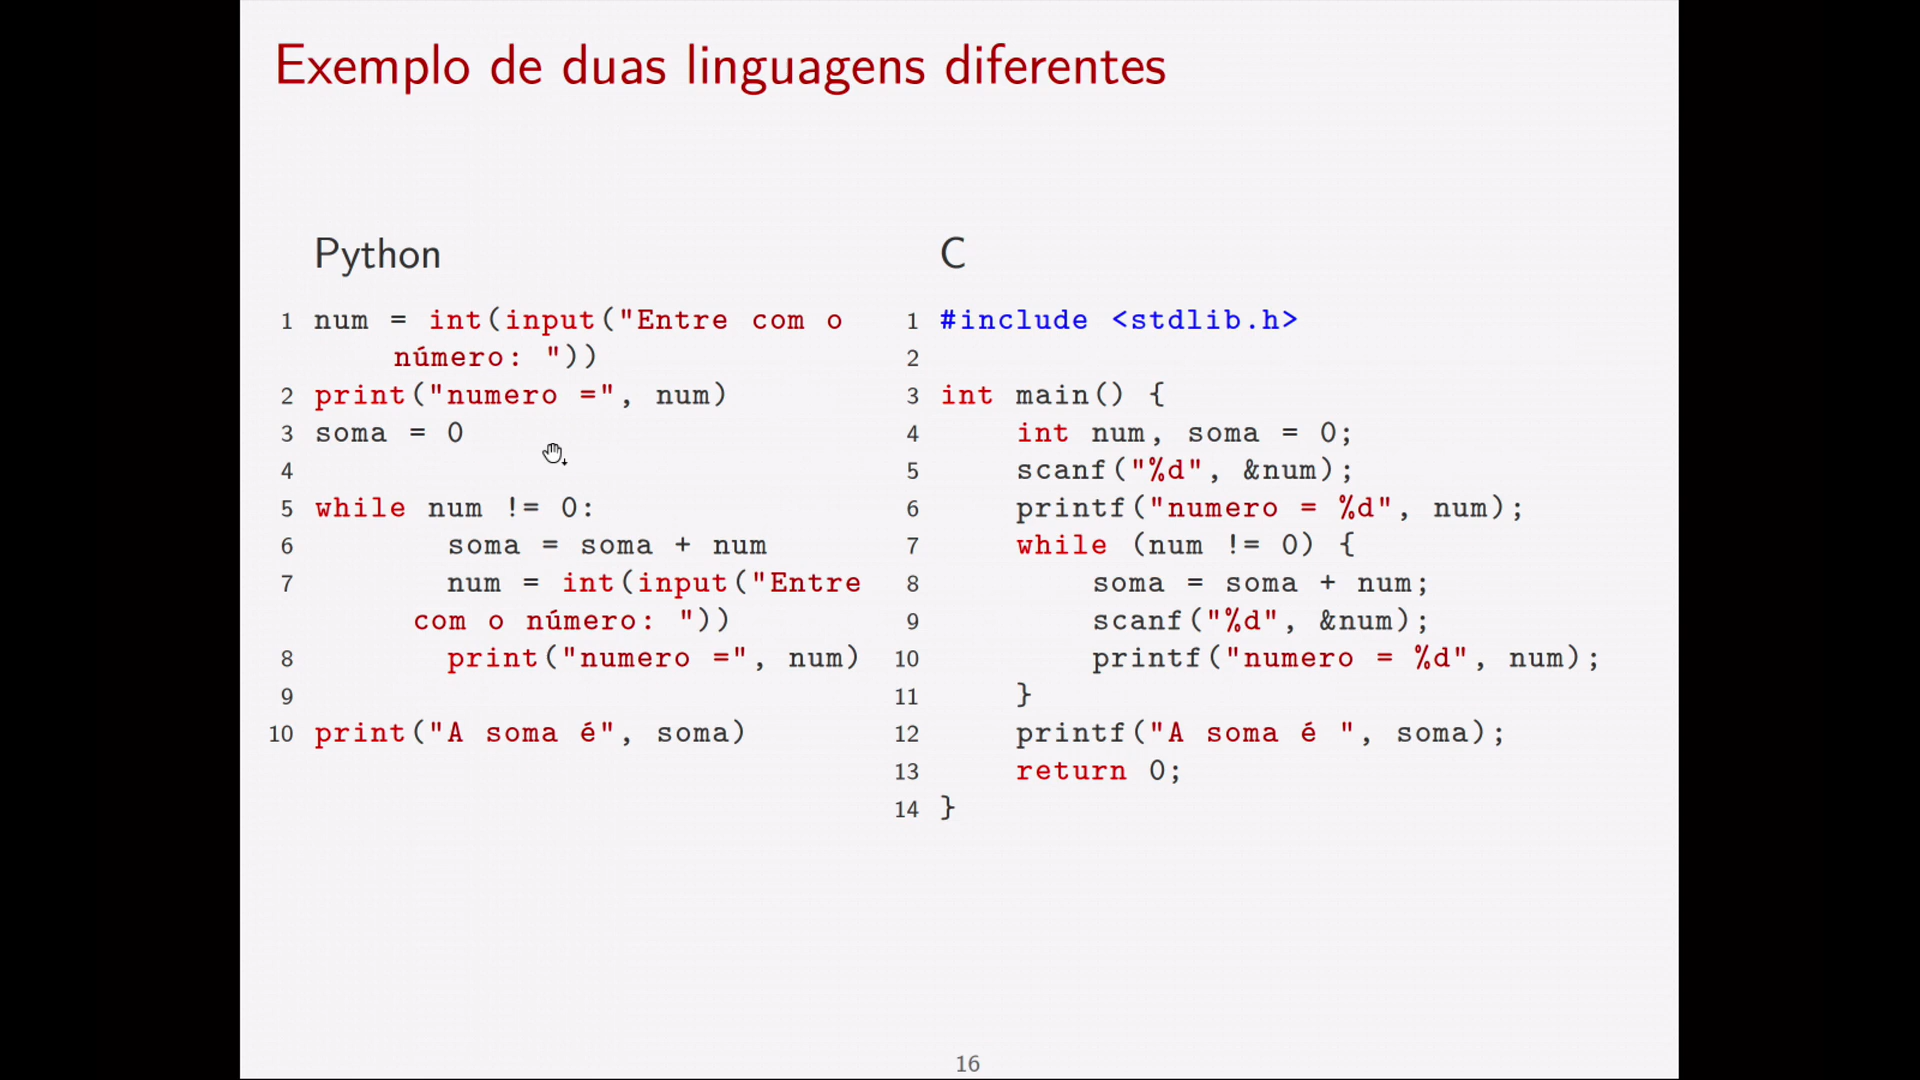 Exemplo de duas linguagens diferentes
Python
1 num = int(input("Entre com o
número: "))
2 print("numero =", num)
3 soma = 0
4
5 while num != 0:
6 soma = soma + num
7 num = int(input("Entre
com o número: "))
8 print("numero =", num)
9
10 print("A soma é", soma)
C
1 #include <stdlib.h>
2
3 int main() {
4 int num, soma = 0;
5 scanf("%d", &num);
6 printf("numero = %d", num);
7 while (num != 0) {
8 soma = soma + num;
9 scanf("%d", &num);
10 printf("numero = %d", num);
11 }
12 printf("A soma é ", soma);
13 return 0;
14 }
16